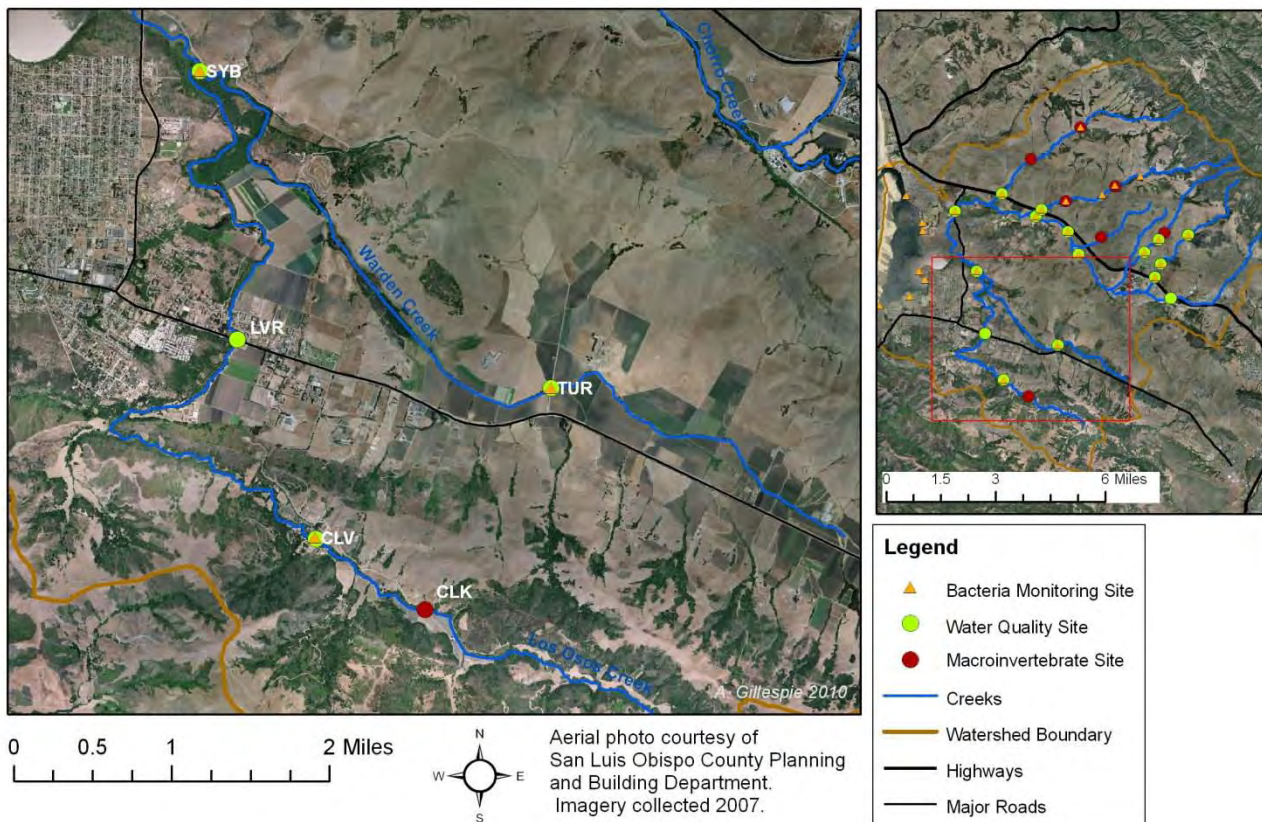 SYB
Chorro Creek
Warden Creek
LVR
TUR
CLV
CLK
Los Osos Creek
A. Gillespie 2010
0 0.5 1 2 Miles
N
W E
S
Aerial photo courtesy of
San Luis Obispo County Planning
and Building Department.
Imagery collected 2007.
0 1.5 3 6 Miles
Legend
Bacteria Monitoring Site
Water Quality Site
Macroinvertebrate Site
Creeks
Watershed Boundary
Highways
Major Roads